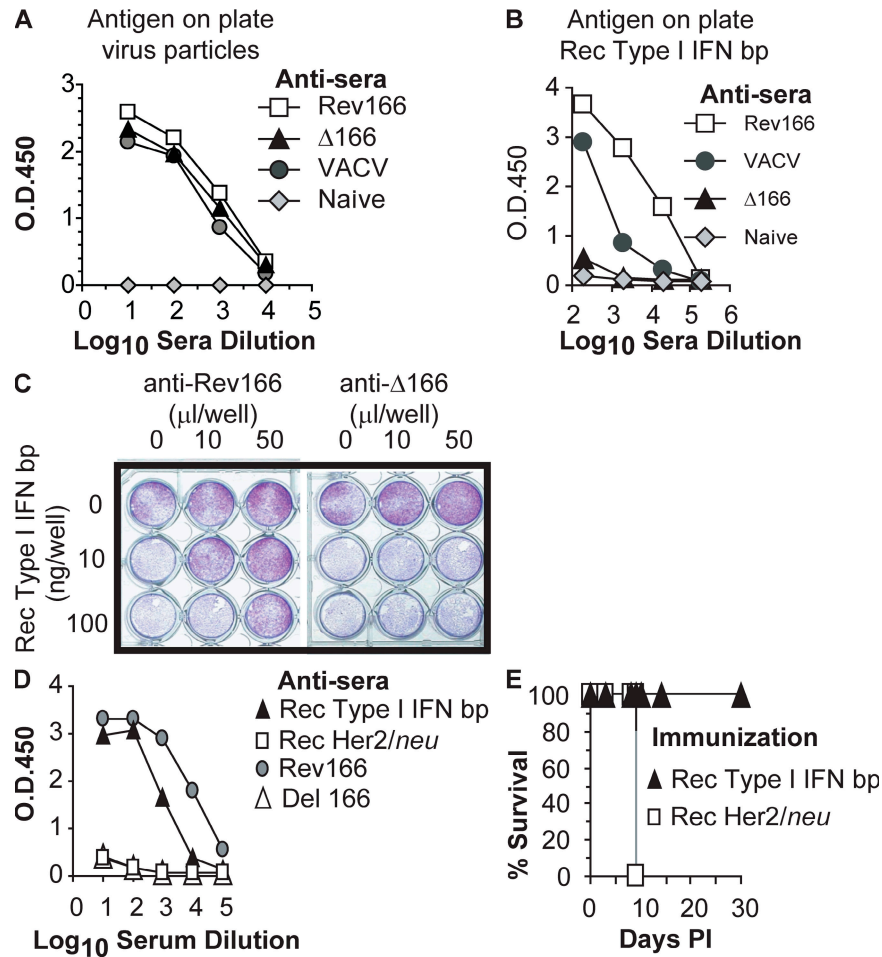 A
Antigen on plate
virus particles
Anti-sera
Rev166
Δ166
VACV
Naive
O.D.450
3
2
1
0
0 1 2 3 4 5
Log10 Sera Dilution
B
Antigen on plate
Rec Type I IFN bp
Anti-sera
Rev166
VACV
Δ166
Naive
O.D.450
4
3
2
1
0
2 3 4 5 6
Log10 Sera Dilution
C
anti-Rev166
(μl/well)
0 10 50
anti-Δ166
(μl/well)
0 10 50
Rec Type I IFN bp
(ng/well)
0
10
100
D
Anti-sera
Rec Type I IFN bp
Rec Her2/neu
Rev166
Del 166
O.D.450
4
3
2
1
0
0 1 2 3 4 5
Log10 Serum Dilution
E
Immunization
Rec Type I IFN bp
Rec Her2/neu
% Survival
100
80
60
40
20
0
0 10 20 30
Days PI